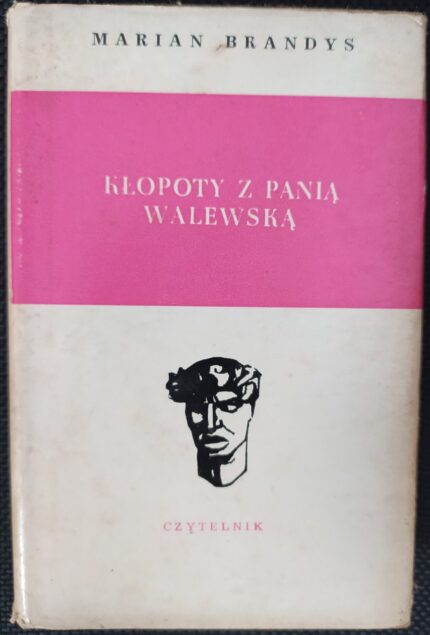 MARIAN BRANDYS
KŁOPOTY Z PANIĄ
WALEWSKĄ
CZYTELNIK